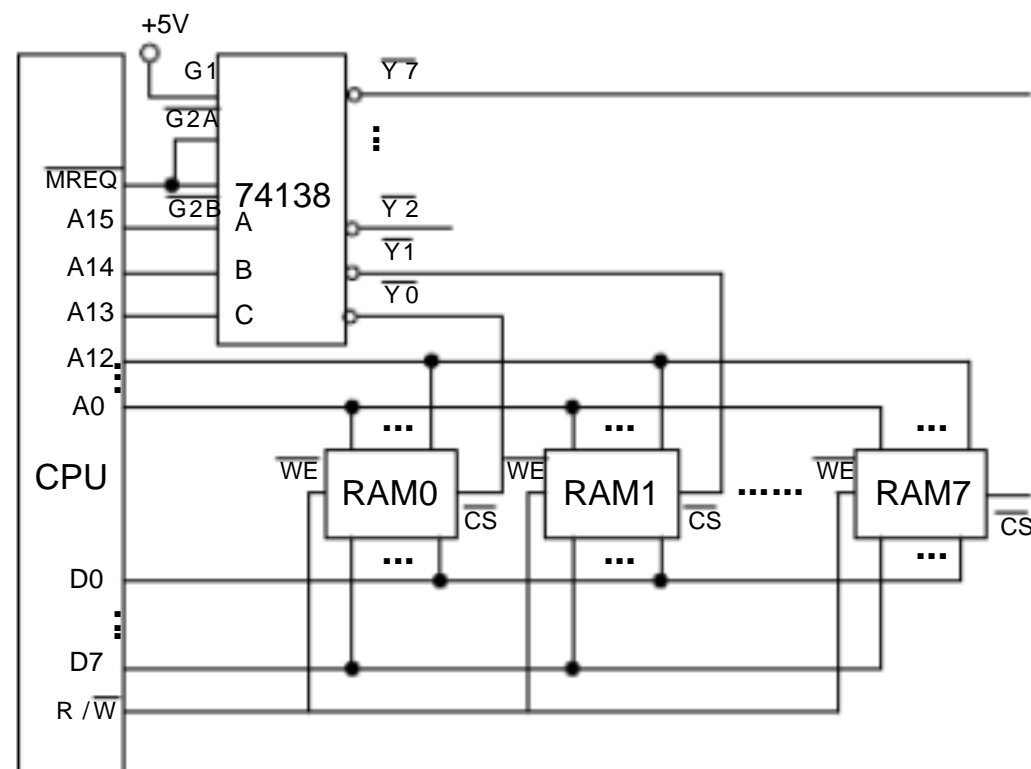 +5V
G1
G2A
G2B
74138
A
B
C
Y7
⋮
Y2
Y1
Y0
MREQ
A15
A14
A13
A12
⋮
A0
CPU
D0
⋮
D7
R /W
...
WE
RAM0
CS
...
...
WE
RAM1
CS
...
......
...
WE
RAM7
CS
...